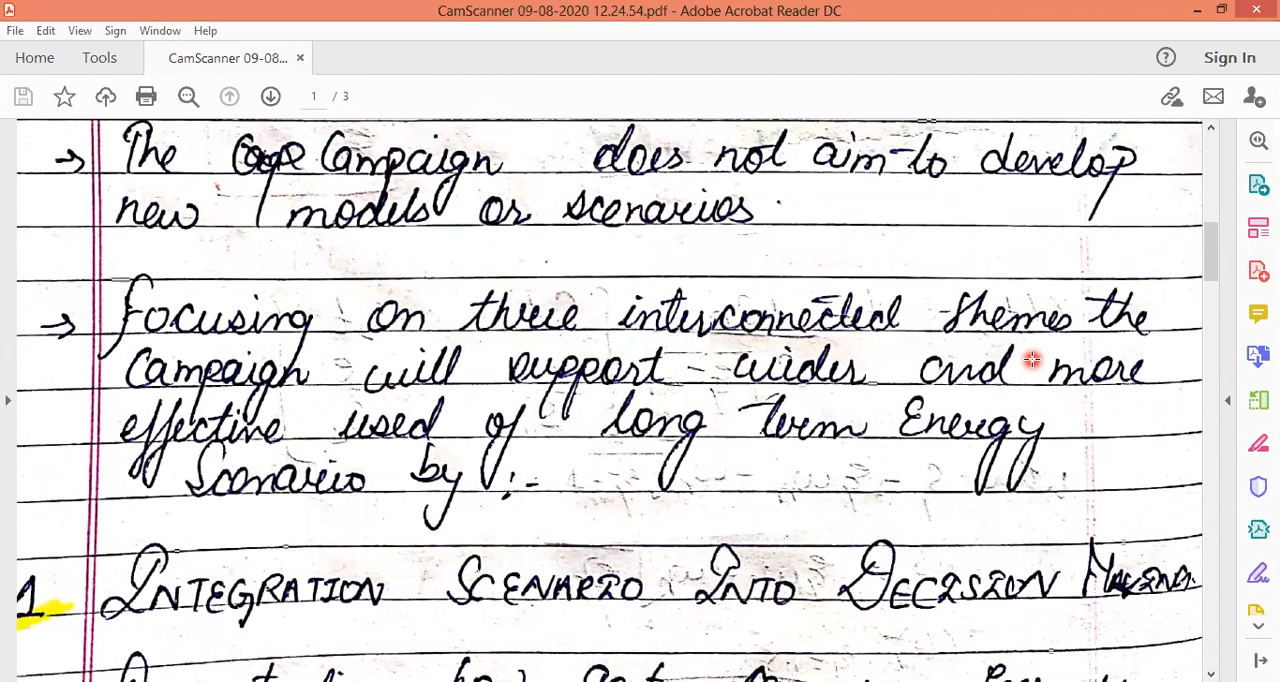 CamScanner 09-08-2020 12.24.54.pdf - Adobe Acrobat Reader DC
File Edit View Sign Window Help
Home Tools CamScanner 09-08... × Sign In
1 / 3
→ The Campaign does not aim to develop
new models or scenarios.
→ focusing on three interconnected themes the
Campaign will support wider and more
effective used of long term Energy
Scenario by :-
1 INTEGRATION SCENARIO INTO DECISION MAKING.